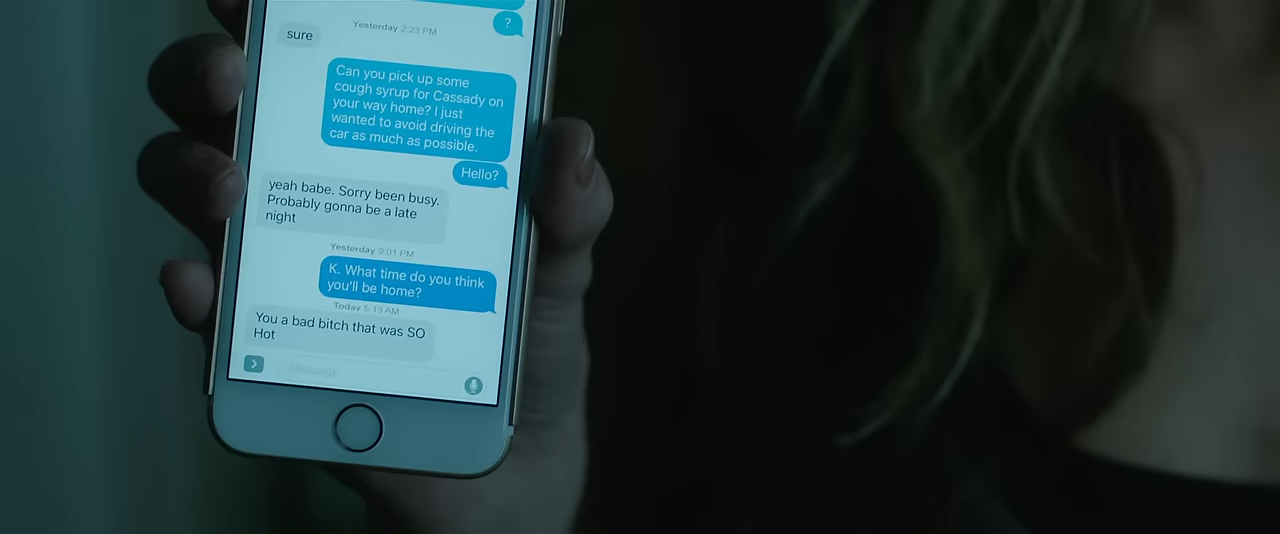 ?
Yesterday 2:23 PM
sure
Can you pick up some
cough syrup for Cassady on
your way home? I just
wanted to avoid driving the
car as much as possible.
Hello?
yeah babe. Sorry been busy.
Probably gonna be a late
night
Yesterday 9:01 PM
K. What time do you think
you'll be home?
Today 5:13 AM
You a bad bitch that was SO
Hot
iMessage